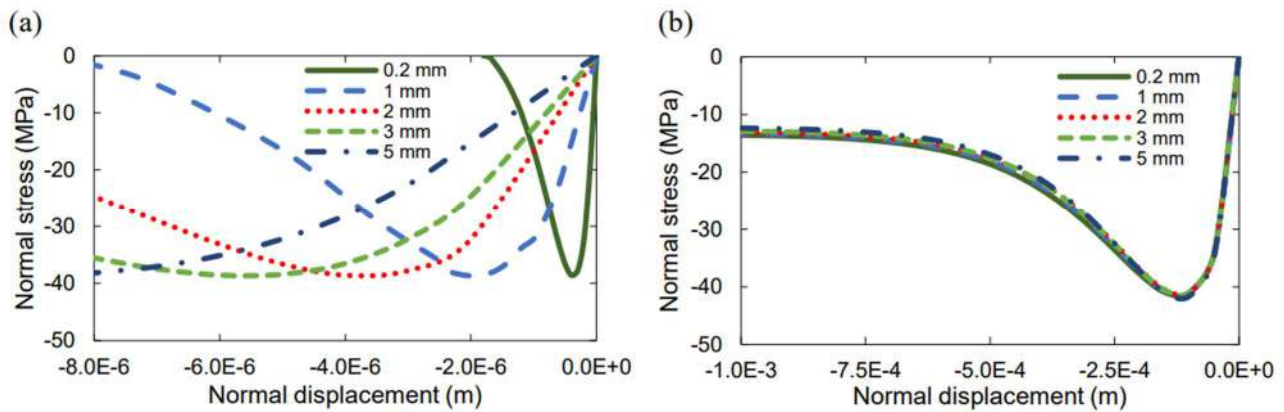 (a)
Normal stress (MPa)
0
-10
-20
-30
-40
-50
0.2 mm
1 mm
2 mm
3 mm
5 mm
-8.0E-6 -6.0E-6 -4.0E-6 -2.0E-6 0.0E+0
Normal displacement (m)
(b)
Normal stress (MPa)
0
-10
-20
-30
-40
-50
0.2 mm
1 mm
2 mm
3 mm
5 mm
-1.0E-3 -7.5E-4 -5.0E-4 -2.5E-4 0.0E+0
Normal displacement (m)